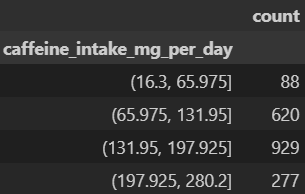 count
caffeine_intake_mg_per_day
(16.3, 65.975] 88
(65.975, 131.95] 620
(131.95, 197.925] 929
(197.925, 280.2] 277